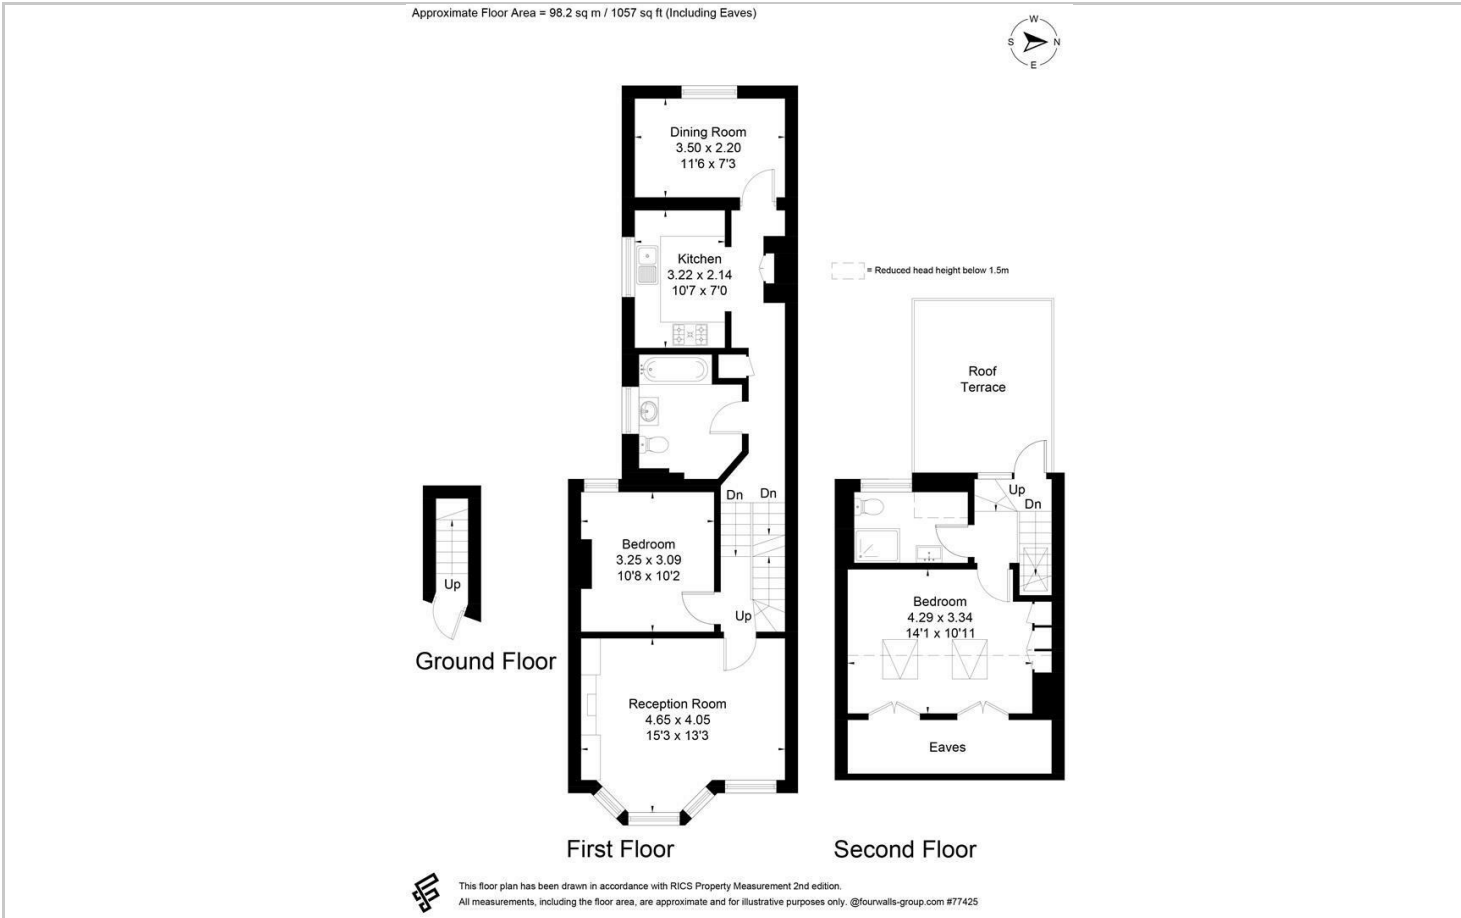 Approximate Floor Area = 98.2 sq m / 1057 sq ft (Including Eaves)
W
S
N
E
Dining Room
3.50 x 2.20
11'6 x 7'3
Kitchen
3.22 x 2.14
10'7 x 7'0
= Reduced head height below 1.5m
Roof
Terrace
Dn
Dn
Up
Dn
Bedroom
3.25 x 3.09
10'8 x 10'2
Up
Up
Bedroom
4.29 x 3.34
14'1 x 10'11
Ground Floor
Reception Room
4.65 x 4.05
15'3 x 13'3
Eaves
First Floor
Second Floor
This floor plan has been drawn in accordance with RICS Property Measurement 2nd edition.
All measurements, including the floor area, are approximate and for illustrative purposes only. @fourwalls-group.com #77425